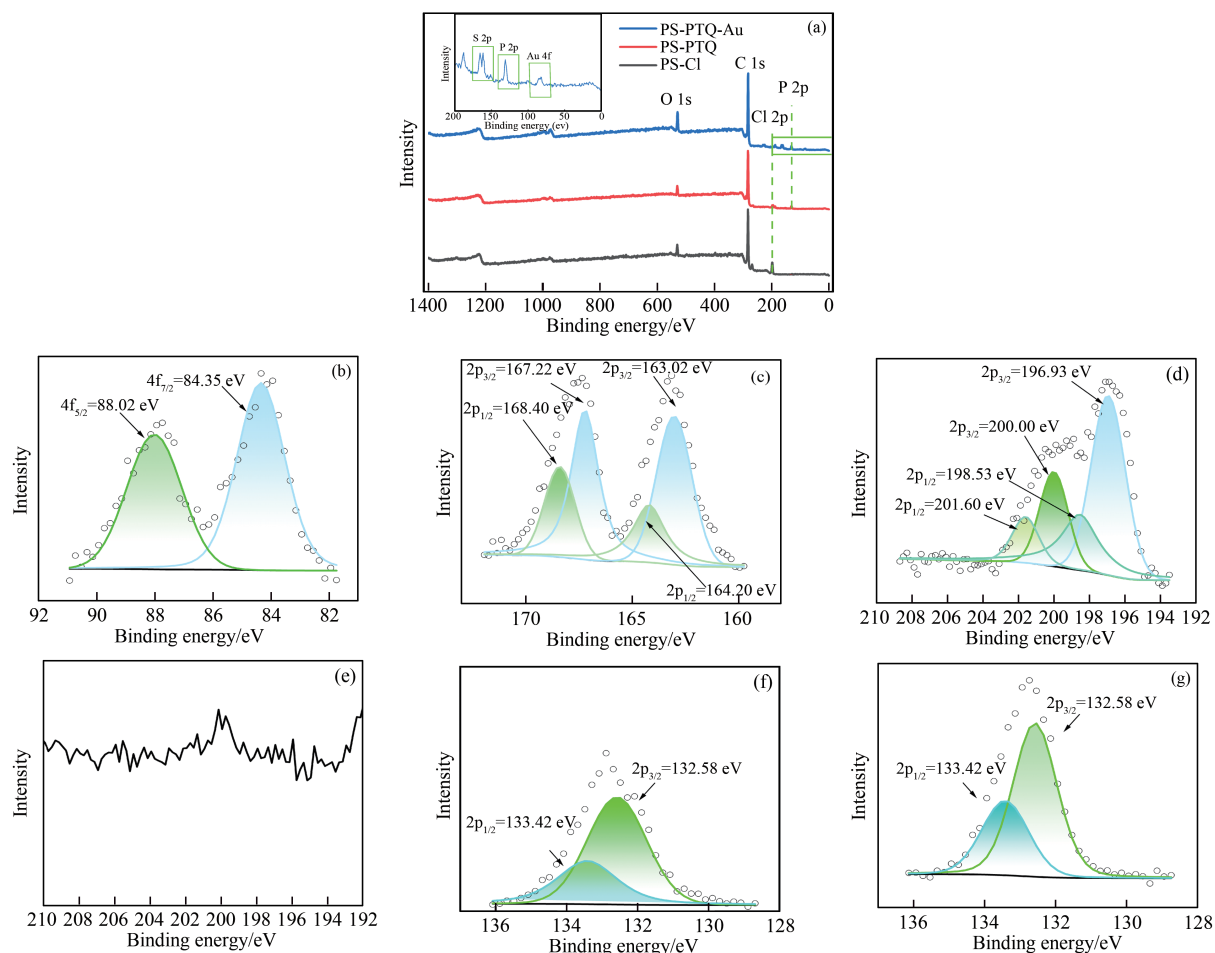 (a)
PS-PTQ-Au
PS-PTQ
PS-Cl
S 2p
P 2p
Au 4f
200 150 100 50 0
Binding energy (ev)
O 1s
C 1s
P 2p
Cl 2p
Intensity
1400 1200 1000 800 600 400 200 0
Binding energy/eV
(b)
4f7/2=84.35 eV
4f5/2=88.02 eV
Intensity
92 90 88 86 84 82
Binding energy/eV
(c)
2p3/2=167.22 eV
2p3/2=163.02 eV
2p1/2=168.40 eV
2p1/2=164.20 eV
Intensity
170 165 160
Binding energy/eV
(d)
2p3/2=196.93 eV
2p3/2=200.00 eV
2p1/2=198.53 eV
2p1/2=201.60 eV
Intensity
210 208 206 204 202 200 198 196 194 192
Binding energy/eV
(e)
Intensity
210 208 206 204 202 200 198 196 194 192
Binding energy/eV
(f)
2p3/2=132.58 eV
2p1/2=133.42 eV
Intensity
136 134 132 130 128
Binding energy/eV
(g)
2p3/2=132.58 eV
2p1/2=133.42 eV
Intensity
136 134 132 130 128
Binding energy/eV